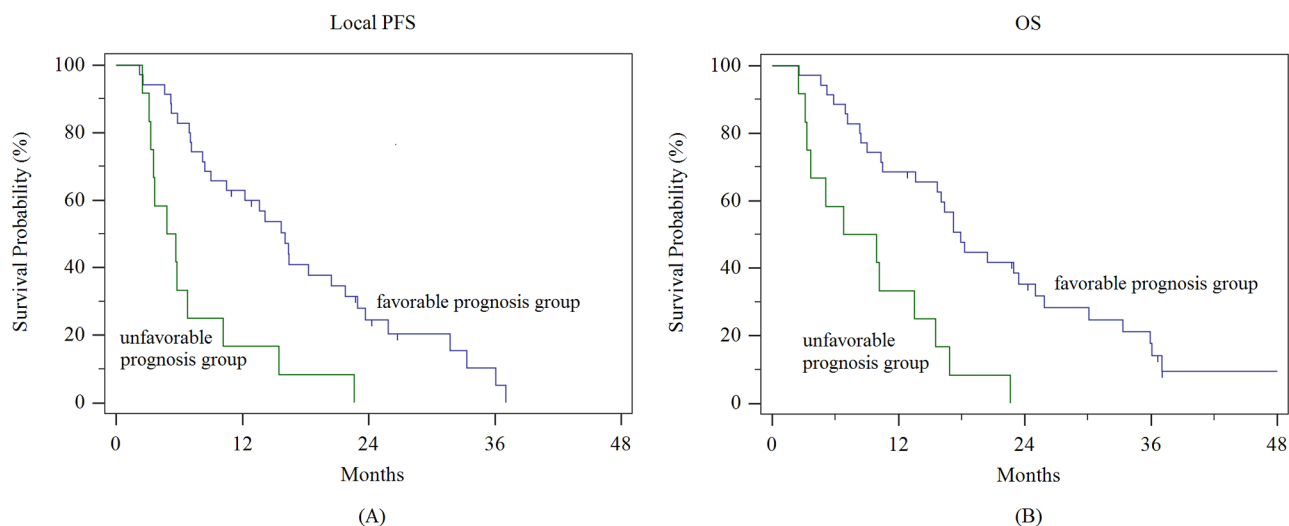 Local PFS
Survival Probability (%)
100
80
60
40
20
0
favorable prognosis group
unfavorable
prognosis group
0 12 24 36 48
Months
(A)
OS
Survival Probability (%)
100
80
60
40
20
0
favorable prognosis group
unfavorable
prognosis group
0 12 24 36 48
Months
(B)